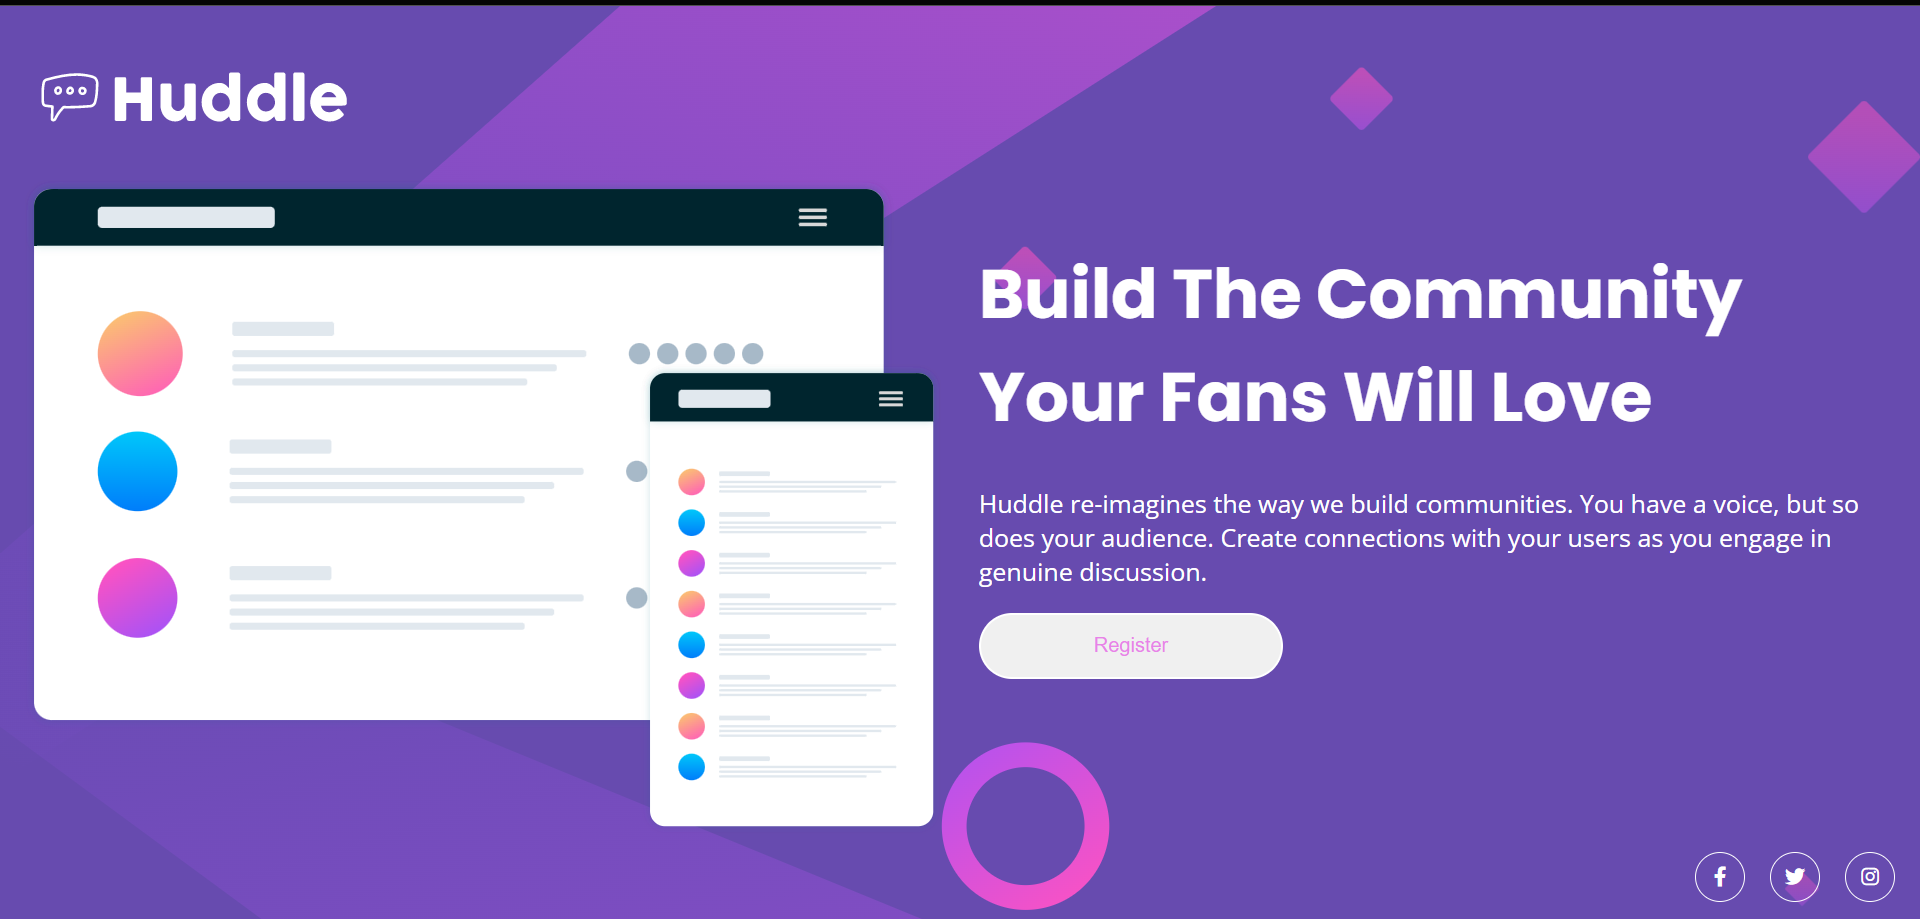 Huddle
Build The Community
Your Fans Will Love
Huddle re-imagines the way we build communities. You have a voice, but so
does your audience. Create connections with your users as you engage in
genuine discussion.
Register